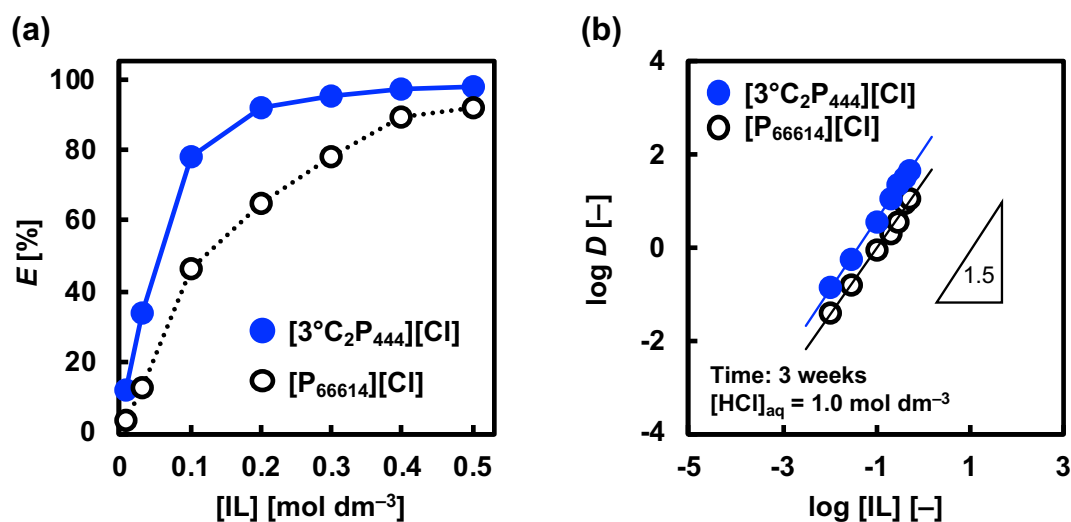 (a)
100
80
60
40
20
0
E [%]
0 0.1 0.2 0.3 0.4 0.5
[IL] [mol dm⁻³]
[3°C₂P₄₄₄][Cl]
[P₆₆₆₁₄][Cl]
(b)
4
2
0
-2
-4
log D [–]
-5 -3 -1 1 3
log [IL] [–]
[3°C₂P₄₄₄][Cl]
[P₆₆₆₁₄][Cl]
1.5
Time: 3 weeks
[HCl]aq = 1.0 mol dm⁻³